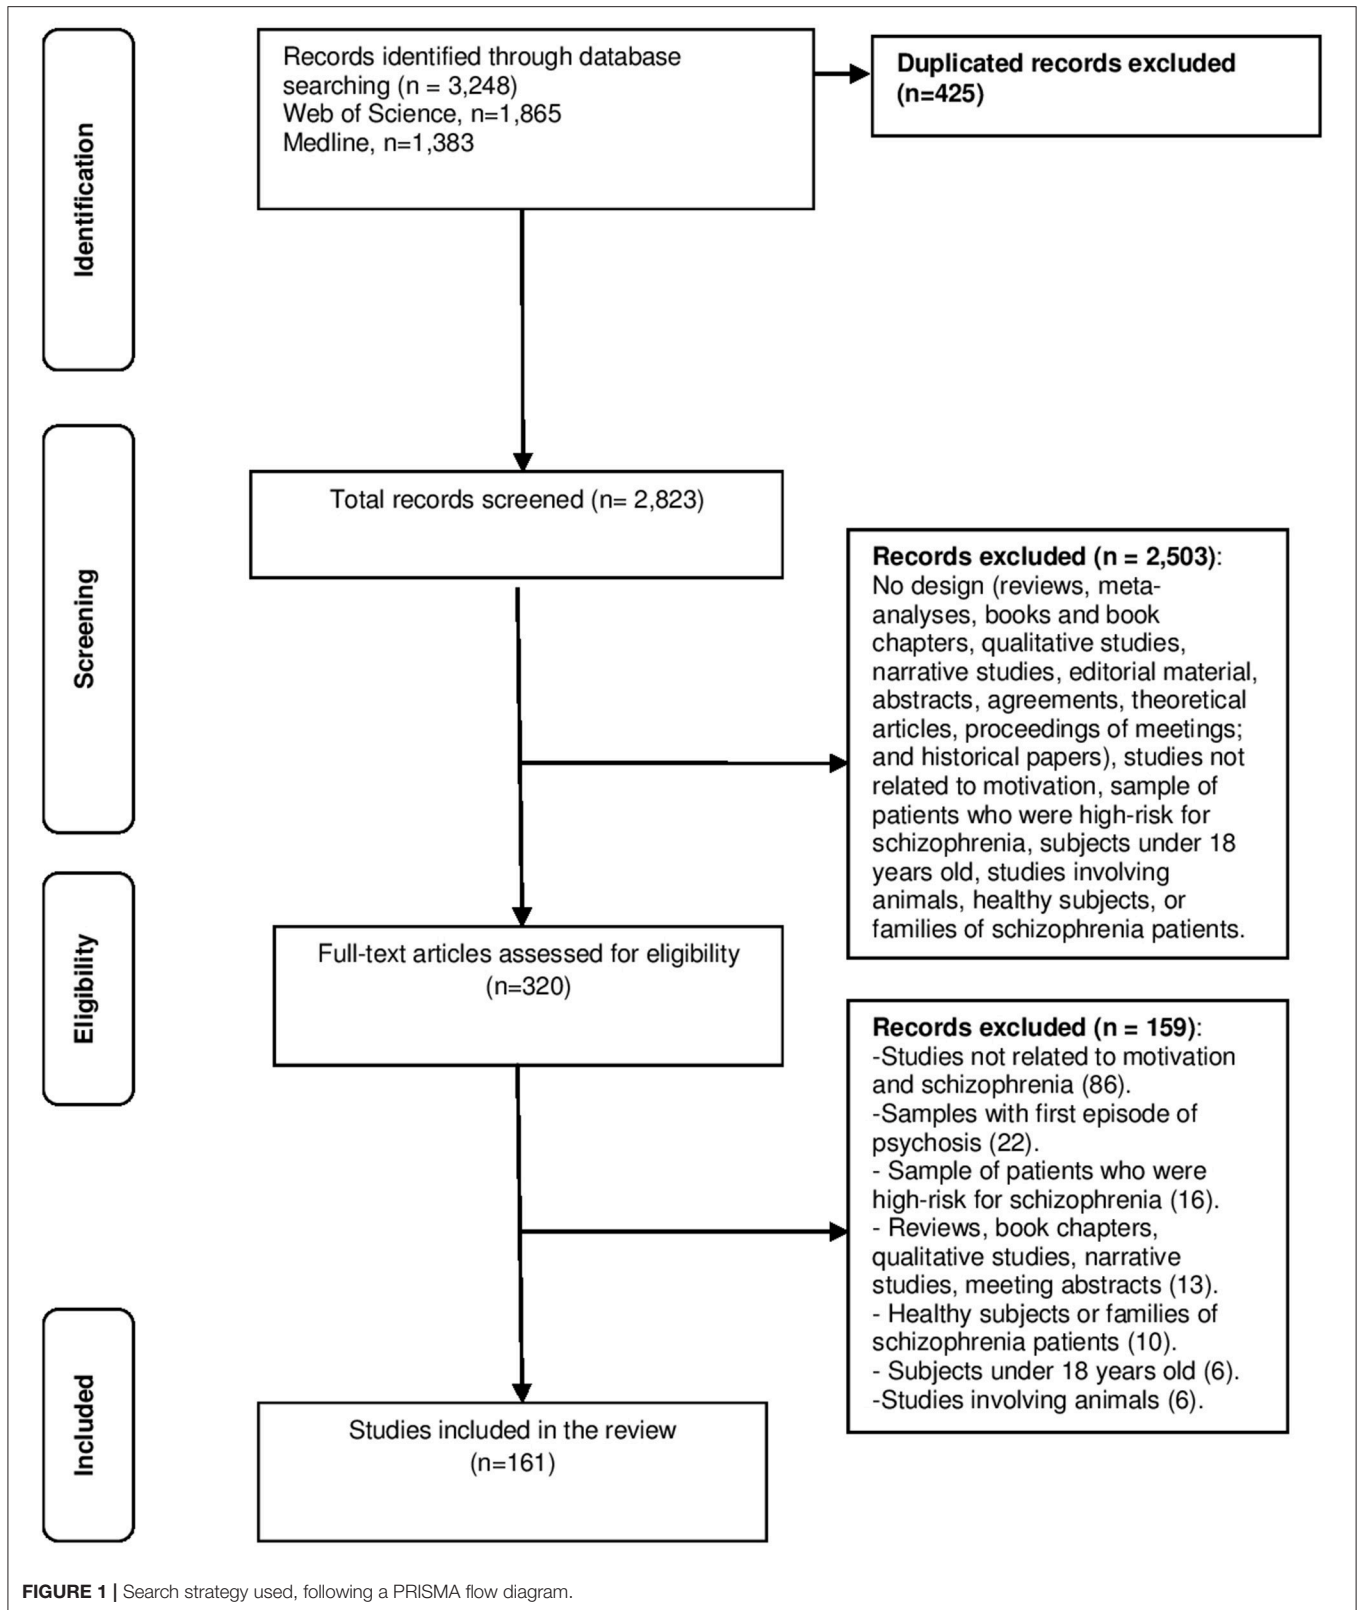 Identification
Records identified through database
searching (n = 3,248)
Web of Science, n=1,865
Medline, n=1,383
Duplicated records excluded
(n=425)
Screening
Total records screened (n= 2,823)
Records excluded (n = 2,503):
No design (reviews, meta-
analyses, books and book
chapters, qualitative studies,
narrative studies, editorial material,
abstracts, agreements, theoretical
articles, proceedings of meetings;
and historical papers), studies not
related to motivation, sample of
patients who were high-risk for
schizophrenia, subjects under 18
years old, studies involving
animals, healthy subjects, or
families of schizophrenia patients.
Eligibility
Full-text articles assessed for eligibility
(n=320)
Records excluded (n = 159):
-Studies not related to motivation
and schizophrenia (86).
-Samples with first episode of
psychosis (22).
- Sample of patients who were
high-risk for schizophrenia (16).
- Reviews, book chapters,
qualitative studies, narrative
studies, meeting abstracts (13).
- Healthy subjects or families of
schizophrenia patients (10).
- Subjects under 18 years old (6).
-Studies involving animals (6).
Included
Studies included in the review
(n=161)
FIGURE 1 | Search strategy used, following a PRISMA flow diagram.